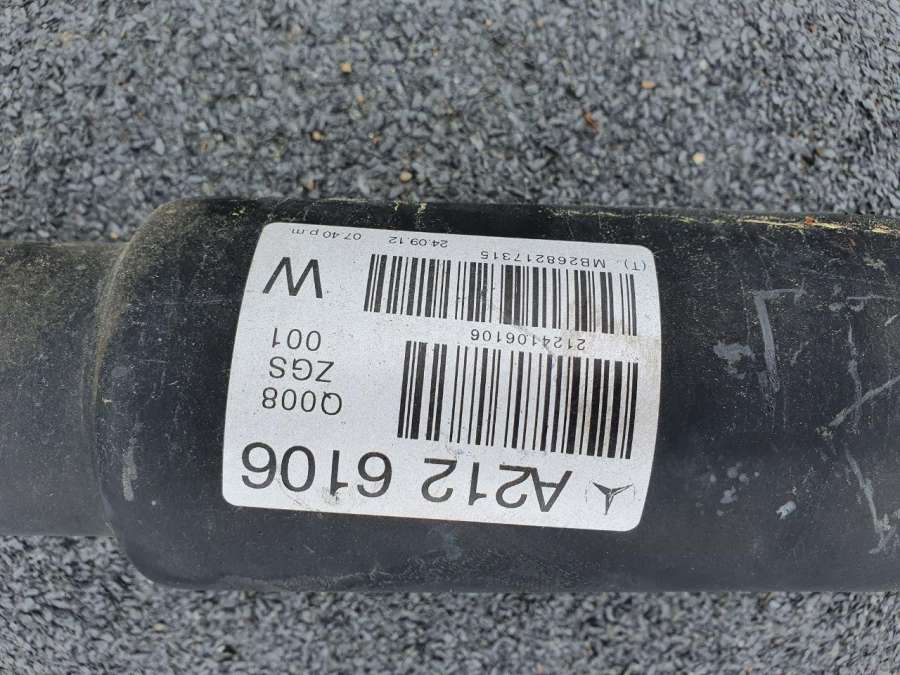 A212 6106
2124106106
Q008
ZGS
001
W
(T). MB268217315 24.09.12 07.40 p.m